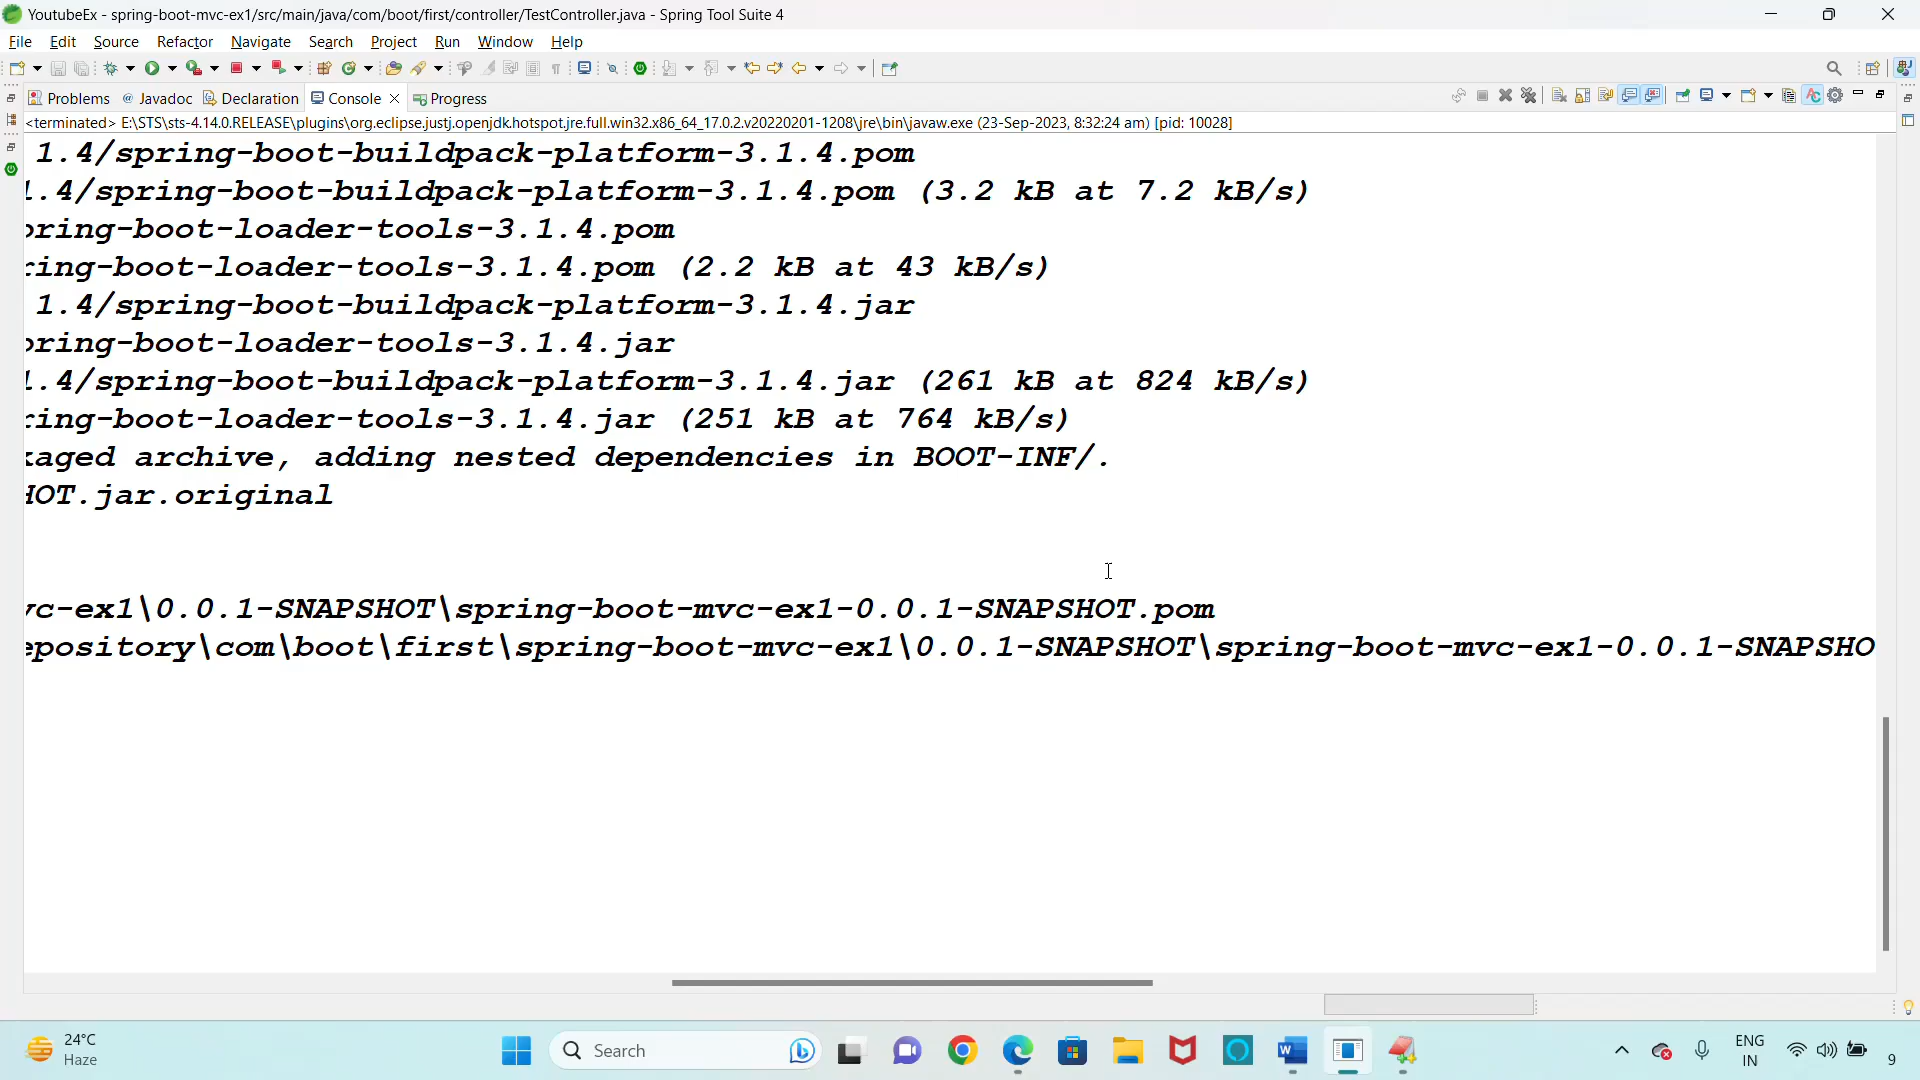 YoutubeEx - spring-boot-mvc-ex1/src/main/java/com/boot/first/controller/TestController.java - Spring Tool Suite 4
File Edit Source Refactor Navigate Search Run Project Run Window Help
Problems @ Javadoc Declaration Console Progress
<terminated> E:\STS\sts-4.14.0.RELEASE\plugins\org.eclipse.justj.openjdk.hotspot.jre.full.win32.x86_64_17.0.2.v20220201-1208\jre\bin\javaw.exe (23-Sep-2023, 8:32:24 am) [pid: 10028]
1.4/spring-boot-buildpack-platform-3.1.4.pom
1.4/spring-boot-buildpack-platform-3.1.4.pom (3.2 kB at 7.2 kB/s)
pring-boot-loader-tools-3.1.4.pom
ring-boot-loader-tools-3.1.4.pom (2.2 kB at 43 kB/s)
1.4/spring-boot-buildpack-platform-3.1.4.jar
pring-boot-loader-tools-3.1.4.jar
1.4/spring-boot-buildpack-platform-3.1.4.jar (261 kB at 824 kB/s)
ring-boot-loader-tools-3.1.4.jar (251 kB at 764 kB/s)
kaged archive, adding nested dependencies in BOOT-INF/.
HOT.jar.original
vc-ex1\0.0.1-SNAPSHOT\spring-boot-mvc-ex1-0.0.1-SNAPSHOT.pom
epository\com\boot\first\spring-boot-mvc-ex1\0.0.1-SNAPSHOT\spring-boot-mvc-ex1-0.0.1-SNAPSHO
24°C
Haze
Search
ENG
IN
9